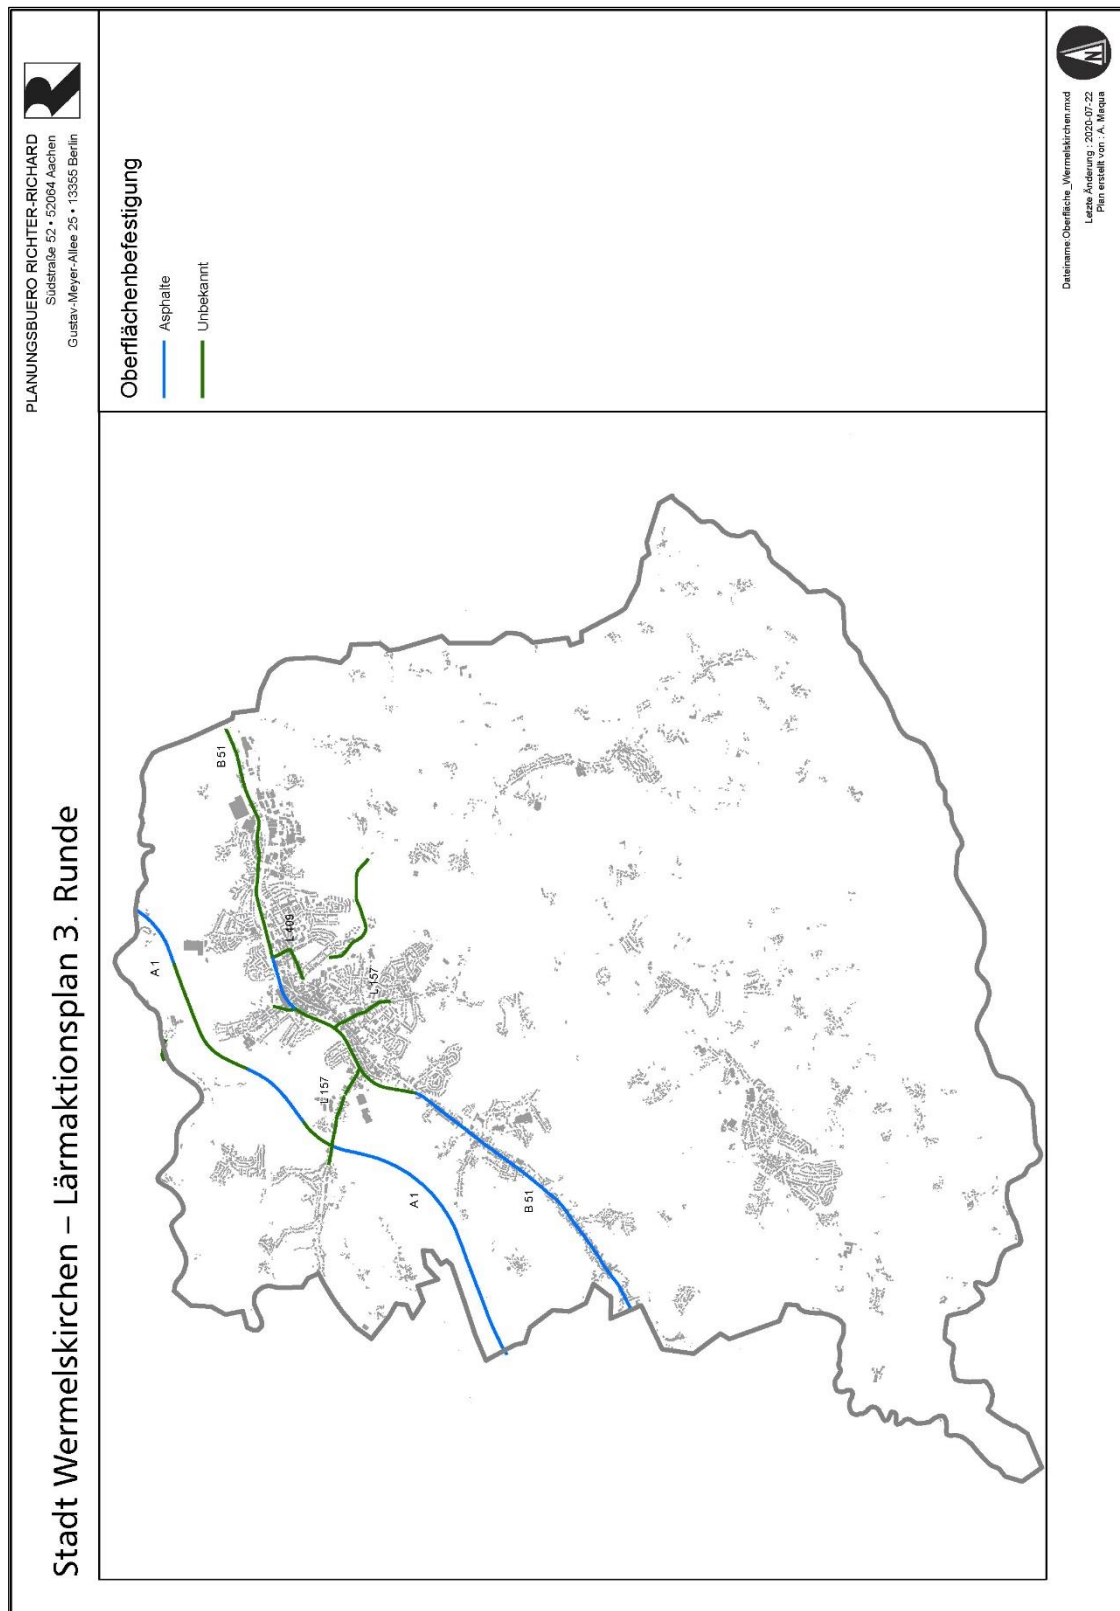 Stadt Wermelskirchen – Lärmaktionsplan 3. Runde
PLANUNGSBUERO RICHTER-RICHARD
Südstraße 52 • 52064 Aachen
Gustav-Meyer-Allee 25 • 13355 Berlin
Oberflächenbefestigung
Asphalte
Unbekannt
A 1
B 51
L 409
L 157
L 157
A 1
B 51
N
Dateiname:Oberfläche_Wermelskirchen.mxd
Letzte Änderung : 2020-07-22
Plan erstellt von : A. Maqua